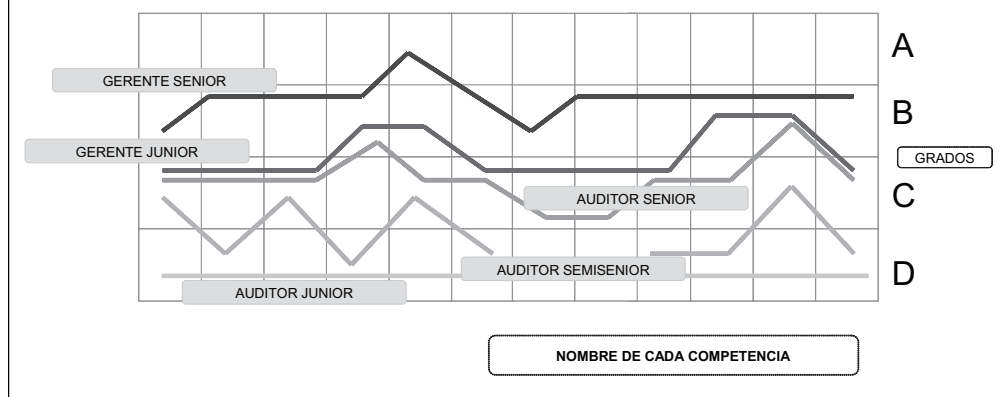 A
GERENTE SENIOR
B
GERENTE JUNIOR
GRADOS
AUDITOR SENIOR
C
AUDITOR SEMISENIOR
D
AUDITOR JUNIOR
NOMBRE DE CADA COMPETENCIA